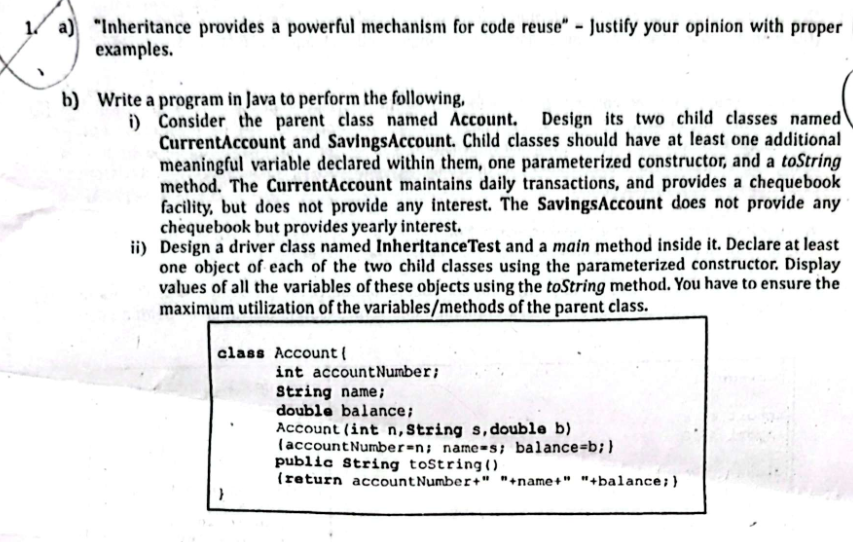 1. a) "Inheritance provides a powerful mechanism for code reuse" - Justify your opinion with proper
examples.
b) Write a program in Java to perform the following,
i) Consider the parent class named Account. Design its two child classes named
CurrentAccount and SavingsAccount. Child classes should have at least one additional
meaningful variable declared within them, one parameterized constructor, and a toString
method. The CurrentAccount maintains daily transactions, and provides a chequebook
facility, but does not provide any interest. The SavingsAccount does not provide any
chequebook but provides yearly interest.
ii) Design a driver class named InheritanceTest and a main method inside it. Declare at least
one object of each of the two child classes using the parameterized constructor. Display
values of all the variables of these objects using the toString method. You have to ensure the
maximum utilization of the variables/methods of the parent class.
class Account{
int accountNumber;
String name;
double balance;
Account(int n,String s,double b)
{accountNumber=n; name=s; balance=b;}
public String toString()
{return accountNumber+" "+name+" "+balance;}
}